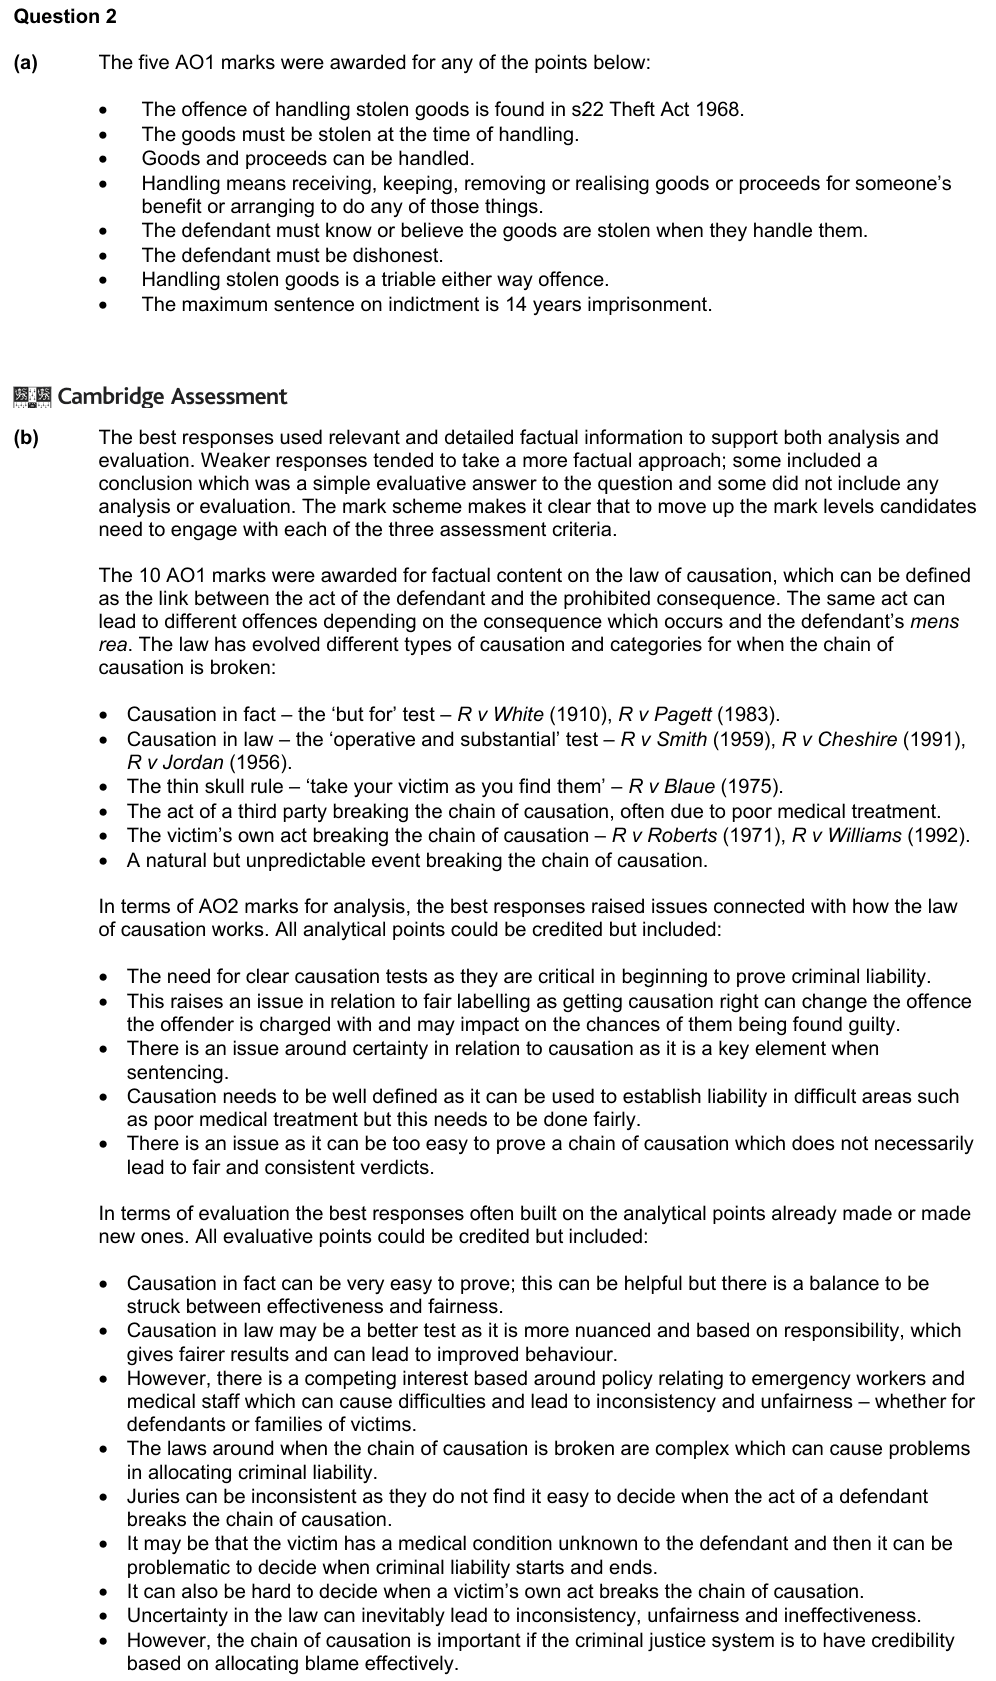 Question 2
(a) The five AO1 marks were awarded for any of the points below:
• The offence of handling stolen goods is found in s22 Theft Act 1968.
• The goods must be stolen at the time of handling.
• Goods and proceeds can be handled.
• Handling means receiving, keeping, removing or realising goods or proceeds for someone's
benefit or arranging to do any of those things.
• The defendant must know or believe the goods are stolen when they handle them.
• The defendant must be dishonest.
• Handling stolen goods is a triable either way offence.
• The maximum sentence on indictment is 14 years imprisonment.
Cambridge Assessment
(b) The best responses used relevant and detailed factual information to support both analysis and
evaluation. Weaker responses tended to take a more factual approach; some included a
conclusion which was a simple evaluative answer to the question and some did not include any
analysis or evaluation. The mark scheme makes it clear that to move up the mark levels candidates
need to engage with each of the three assessment criteria.
The 10 AO1 marks were awarded for factual content on the law of causation, which can be defined
as the link between the act of the defendant and the prohibited consequence. The same act can
lead to different offences depending on the consequence which occurs and the defendant's mens
rea. The law has evolved different types of causation and categories for when the chain of
causation is broken:
• Causation in fact – the 'but for' test – R v White (1910), R v Pagett (1983).
• Causation in law – the 'operative and substantial' test – R v Smith (1959), R v Cheshire (1991),
R v Jordan (1956).
• The thin skull rule – 'take your victim as you find them' – R v Blaue (1975).
• The act of a third party breaking the chain of causation, often due to poor medical treatment.
• The victim's own act breaking the chain of causation – R v Roberts (1971), R v Williams (1992).
• A natural but unpredictable event breaking the chain of causation.
In terms of AO2 marks for analysis, the best responses raised issues connected with how the law
of causation works. All analytical points could be credited but included:
• The need for clear causation tests as they are critical in beginning to prove criminal liability.
• This raises an issue in relation to fair labelling as getting causation right can change the offence
the offender is charged with and may impact on the chances of them being found guilty.
• There is an issue around certainty in relation to causation as it is a key element when
sentencing.
• Causation needs to be well defined as it can be used to establish liability in difficult areas such
as poor medical treatment but this needs to be done fairly.
• There is an issue as it can be too easy to prove a chain of causation which does not necessarily
lead to fair and consistent verdicts.
In terms of evaluation the best responses often built on the analytical points already made or made
new ones. All evaluative points could be credited but included:
• Causation in fact can be very easy to prove; this can be helpful but there is a balance to be
struck between effectiveness and fairness.
• Causation in law may be a better test as it is more nuanced and based on responsibility, which
gives fairer results and can lead to improved behaviour.
• However, there is a competing interest based around policy relating to emergency workers and
medical staff which can cause difficulties and lead to inconsistency and unfairness – whether for
defendants or families of victims.
• The laws around when the chain of causation is broken are complex which can cause problems
in allocating criminal liability.
• Juries can be inconsistent as they do not find it easy to decide when the act of a defendant
breaks the chain of causation.
• It may be that the victim has a medical condition unknown to the defendant and then it can be
problematic to decide when criminal liability starts and ends.
• It can also be hard to decide when a victim's own act breaks the chain of causation.
• Uncertainty in the law can inevitably lead to inconsistency, unfairness and ineffectiveness.
• However, the chain of causation is important if the criminal justice system is to have credibility
based on allocating blame effectively.